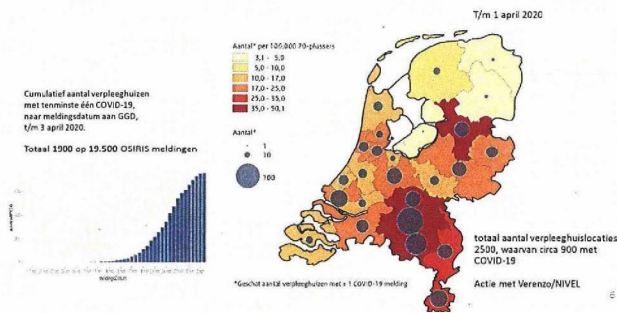 T/m 1 april 2020
Cumulatief aantal verpleeghuizen
met tenminste één COVID-19,
naar meldingsdatum aan GGD,
t/m 3 april 2020.
Totaal 1900 op 19.500 OSIRIS meldingen
Aantal* per 100.000 70-plussers
3,1 - 5,0
5,0 - 10,0
10,0 - 17,0
17,0 - 25,0
25,0 - 35,0
35,0 - 50,1
Aantal*
1
10
100
*Geschat aantal verpleeghuizen met ≥ 1 COVID-19 melding
totaal aantal verpleeghuislocaties
2500, waarvan circa 900 met
COVID-19
Actie met Verenzo/NIVEL